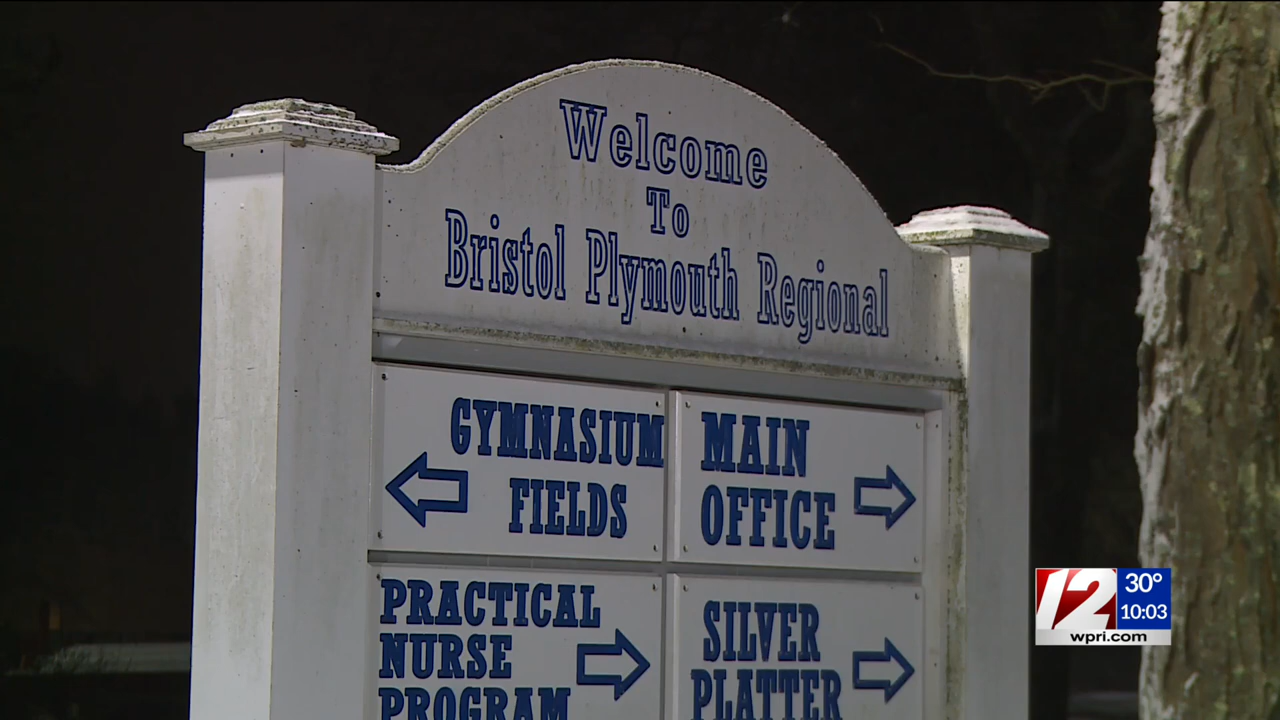 Welcome
To
Bristol Plymouth Regional
GYMNASIUM
FIELDS
MAIN
OFFICE
PRACTICAL
NURSE
PROGRAM
SILVER
PLATTER
12
30°
10:03
wpri.com